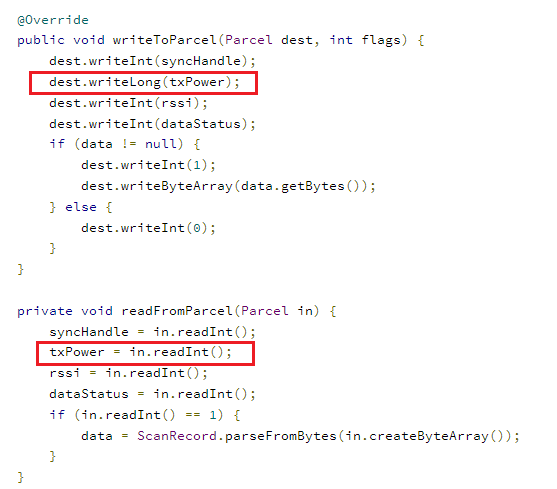 @Override
public void writeToParcel(Parcel dest, int flags) {
    dest.writeInt(syncHandle);
    dest.writeLong(txPower);
    dest.writeInt(rssi);
    dest.writeInt(dataStatus);
    if (data != null) {
        dest.writeInt(1);
        dest.writeByteArray(data.getBytes());
    } else {
        dest.writeInt(0);
    }
}

private void readFromParcel(Parcel in) {
    syncHandle = in.readInt();
    txPower = in.readInt();
    rssi = in.readInt();
    dataStatus = in.readInt();
    if (in.readInt() == 1) {
        data = ScanRecord.parseFromBytes(in.createByteArray());
    }
}